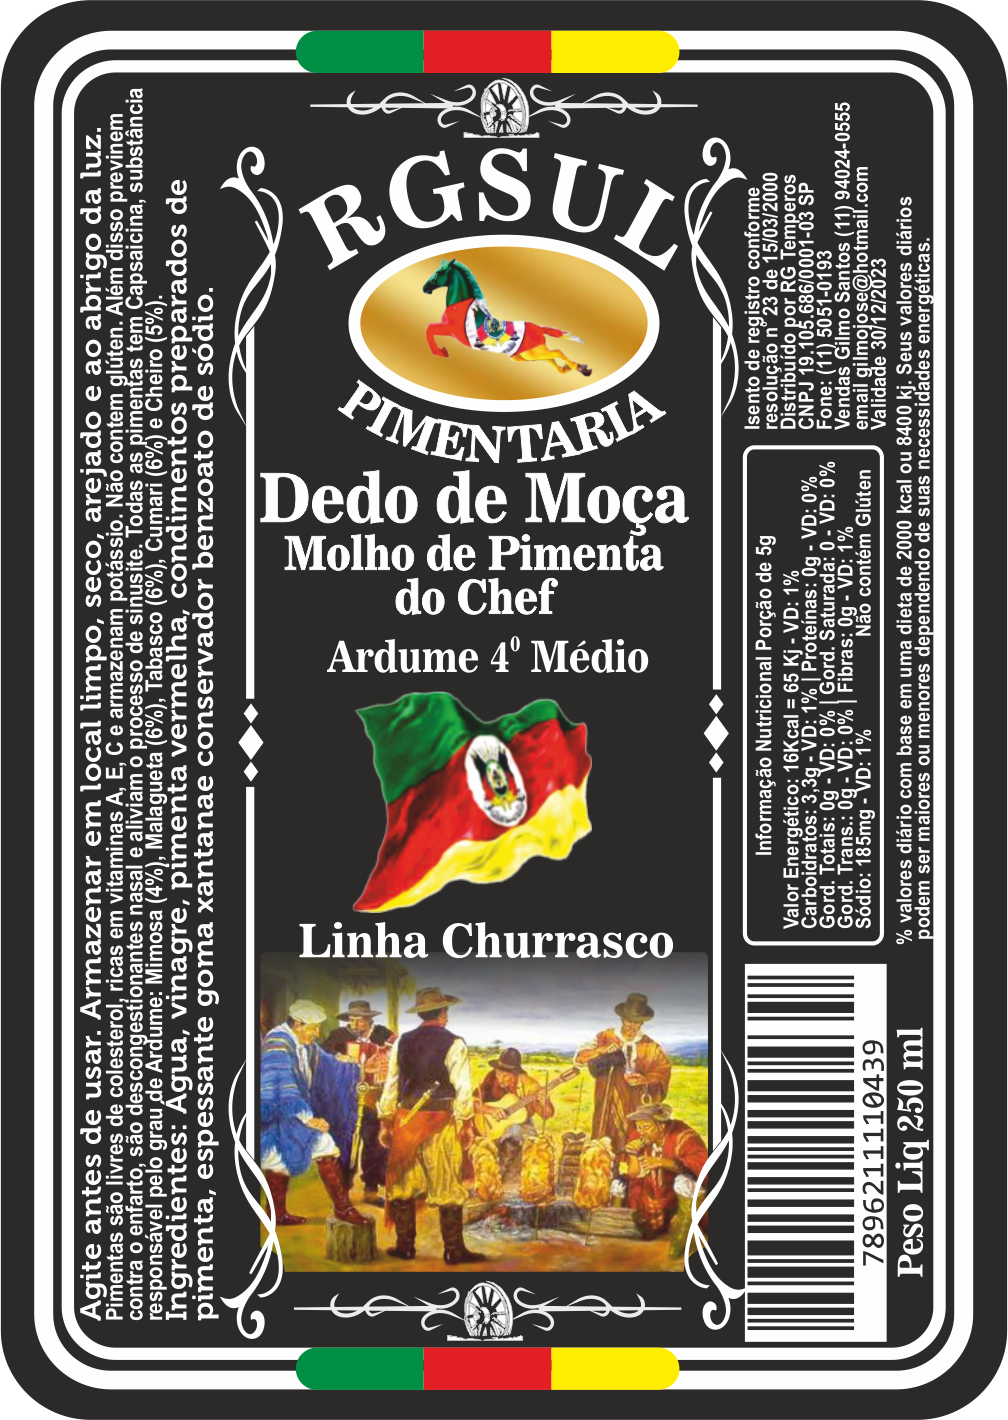 Agite antes de usar. Armazenar em local limpo, seco, arejado e ao abrigo da luz.
Pimentas são livres de colesterol, ricas em vitaminas A, E, C e armazenam potássio. Não contem glúten. Além disso previnem
contra o enfarto, são descongestionantes nasal e aliviam o processo de sinusite. Todas as pimentas tem Capsaicina, substância
responsável pelo grau de Ardume: Mimosa (4%), Malagueta (6%), Tabasco (6%), Cumari (6%) e Cheiro (5%).
Ingredientes: Água, vinagre, pimenta vermelha, condimentos preparados de
pimenta, espessante goma xantanae conservador benzoato de sódio.
RGSUL
PIMENTARIA
Dedo de Moça
Molho de Pimenta
do Chef
Ardume 4⁰ Médio
Linha Churrasco
Isento de registro conforme
resolução n°23 de 15/03/2000
Distribuido por RG Temperos
CNPJ 19.105.686/0001-03 SP
Fone: (11) 5051-0193
Vendas Gilmo Santos (11) 94024-0555
email gilmojose@hotmail.com
Validade 30/12/2023
Informação Nutricional Porção de 5g
Valor Energético: 16Kcal = 65 Kj - VD: 1%
Carboidratos: 3,3g - VD: 1% | Proteínas: 0g - VD: 0%
Gord. Totais: 0g - VD: 0% | Gord. Saturada: 0 - VD: 0%
Gord. Trans.: 0g - VD: 0% | Fibras: 0g - VD: 1%
Sódio: 185mg - VD: 1% Não contém Glúten
% valores diário com base em uma dieta de 2000 kcal ou 8400 kj. Seus valores diários
podem ser maiores ou menores dependendo de suas necessidades energéticas.
7896211110439
Peso Liq 250 ml